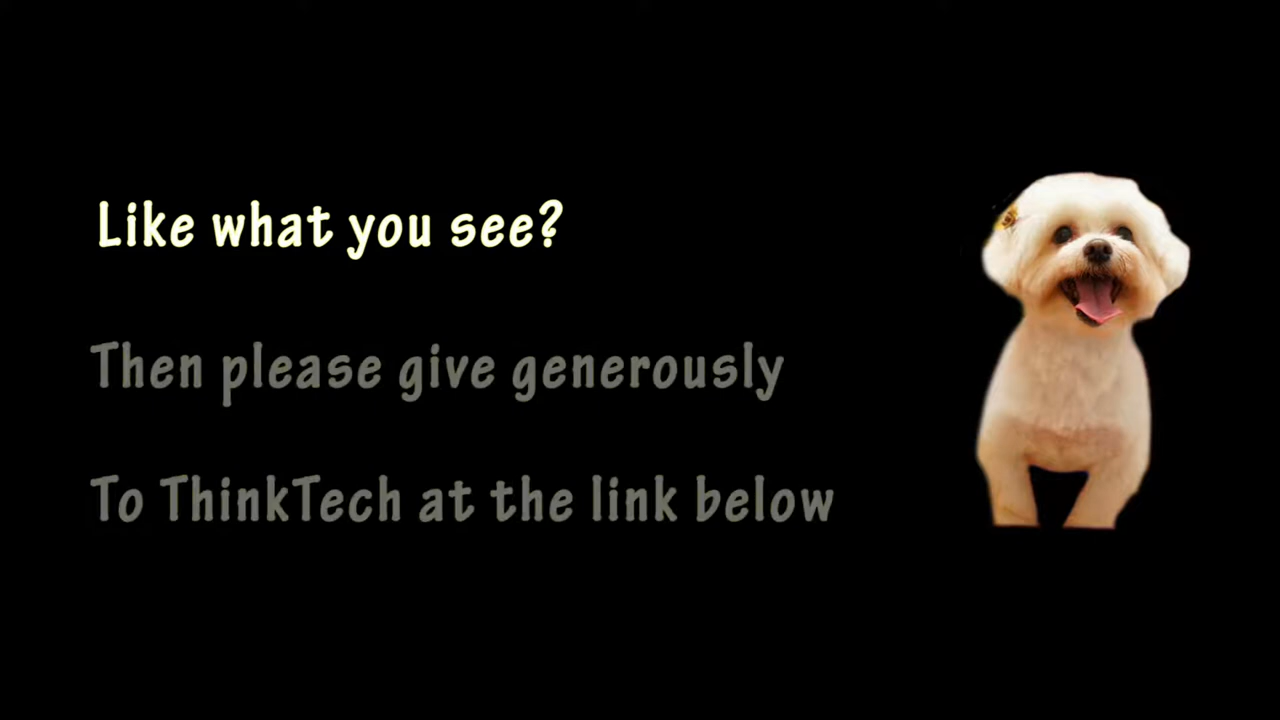 Like what you see?
Then please give generously
To ThinkTech at the link below